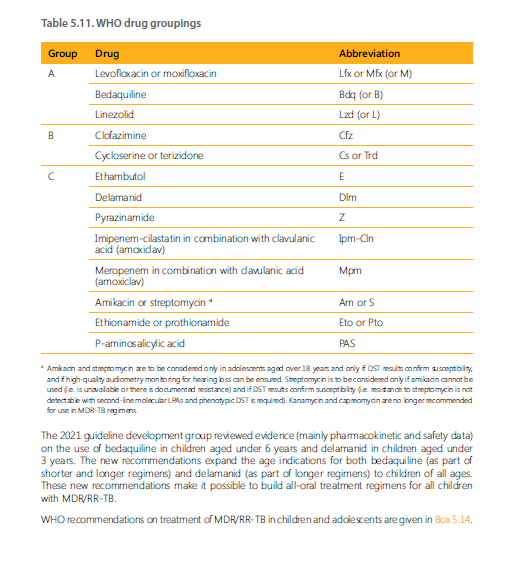 Table 5.11. WHO drug groupings
Group Drug Abbreviation
A Levofloxacin or moxifloxacin Lfx or Mfx (or M)
Bedaquiline Bdq (or B)
Linezolid Lzd (or L)
B Clofazimine Cfz
Cycloserine or terizidone Cs or Trd
C Ethambutol E
Delamanid Dlm
Pyrazinamide Z
Imipenem-cilastatin in combination with clavulanic Ipm-Cln
acid (amoxiclav)
Meropenem in combination with clavulanic acid Mpm
(amoxiclav)
Amikacin or streptomycin ª Am or S
Ethionamide or prothionamide Eto or Pto
P-aminosalicylic acid PAS
ª Amikacin and streptomycin are to be considered only in adolescents aged over 18 years and only if DST results confirm susceptibility,
and if high-quality audiometry monitoring for hearing loss can be ensured. Streptomycin is to be considered only if amikacin cannot be
used (i.e. is unavailable or there is documented resistance) and if DST results confirm susceptibility (i.e. resistance to streptomycin is not
detectable with second-line molecular LPAs and phenotypic DST is required). Kanamycin and capreomycin are no longer recommended
for use in MDR-TB regimens.
The 2021 guideline development group reviewed evidence (mainly pharmacokinetic and safety data)
on the use of bedaquiline in children aged under 6 years and delamanid in children aged under
3 years. The new recommendations expand the age indications for both bedaquiline (as part of
shorter and longer regimens) and delamanid (as part of longer regimens) to children of all ages.
These new recommendations make it possible to build all-oral treatment regimens for all children
with MDR/RR-TB.
WHO recommendations on treatment of MDR/RR-TB in children and adolescents are given in Box 5.14.